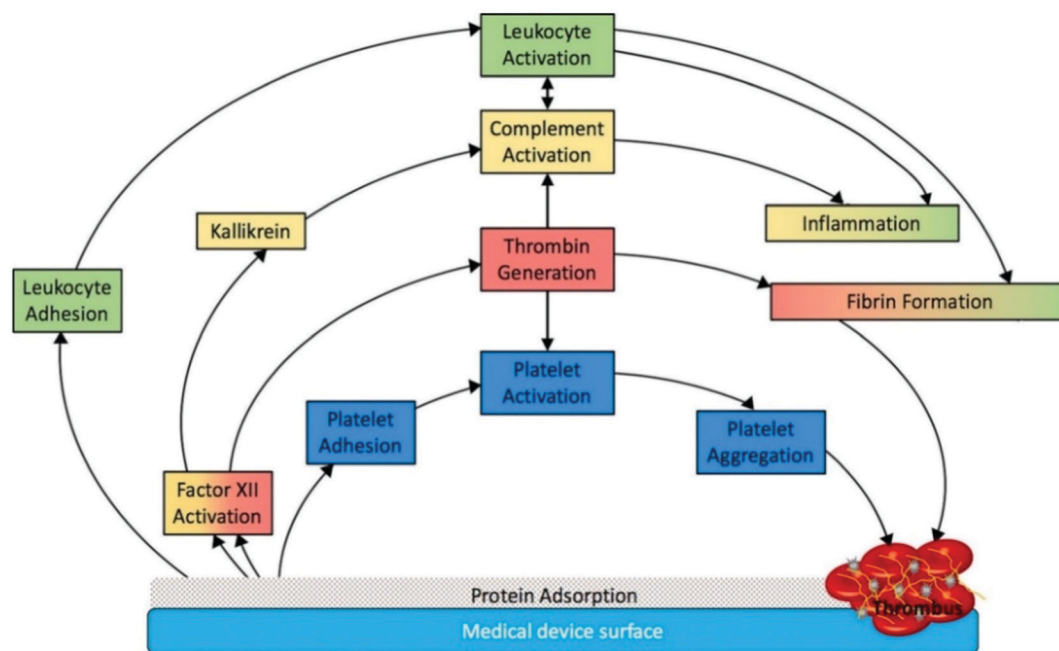 Leukocyte
Activation
Complement
Activation
Kallikrein
Inflammation
Thrombin
Generation
Leukocyte
Adhesion
Fibrin Formation
Platelet
Activation
Platelet
Adhesion
Platelet
Aggregation
Factor XII
Activation
Protein Adsorption
Thrombus
Medical device surface